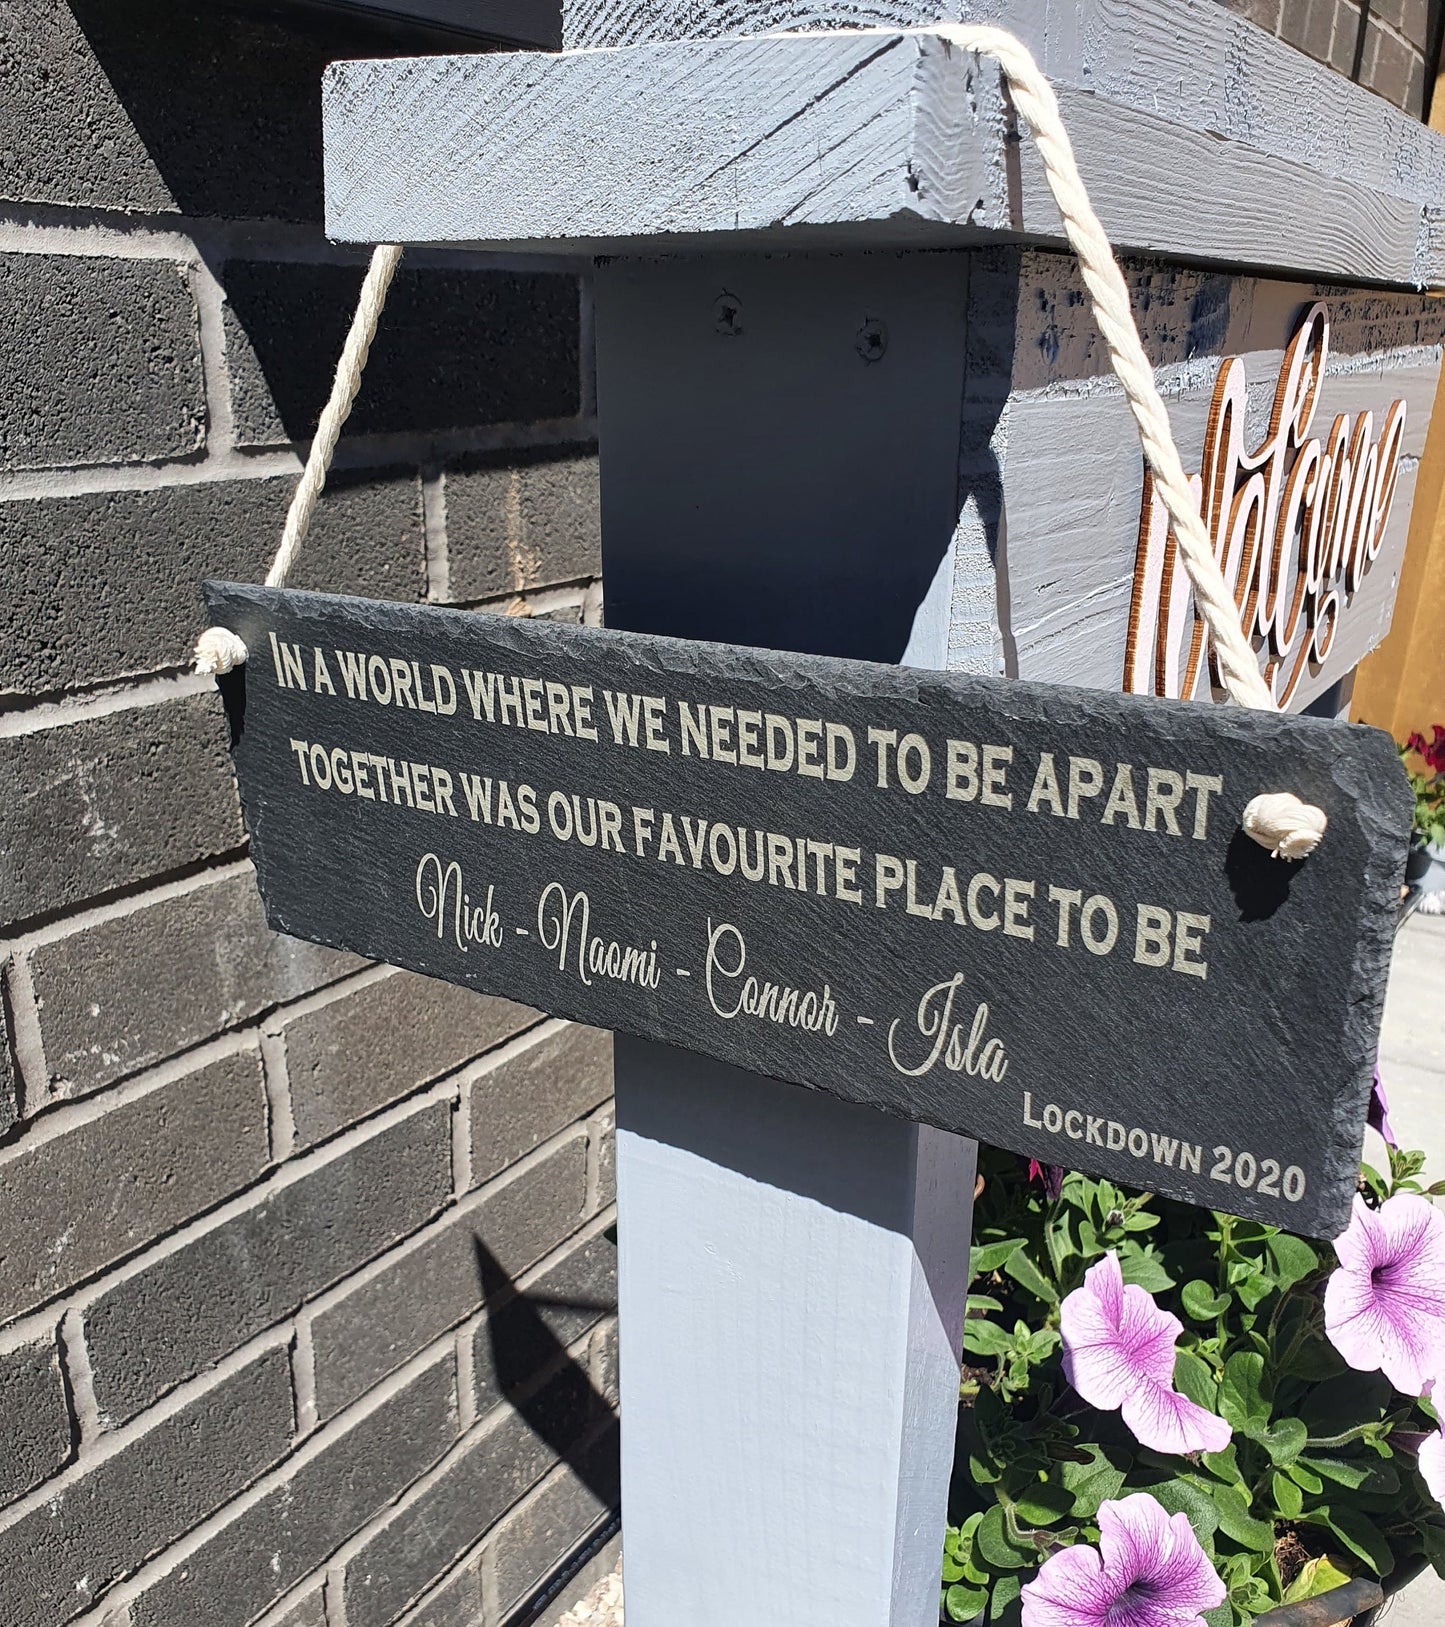 Welcome
IN A WORLD WHERE WE NEEDED TO BE APART
TOGETHER WAS OUR FAVOURITE PLACE TO BE
Nick - Naomi - Connor - Isla
LOCKDOWN 2020